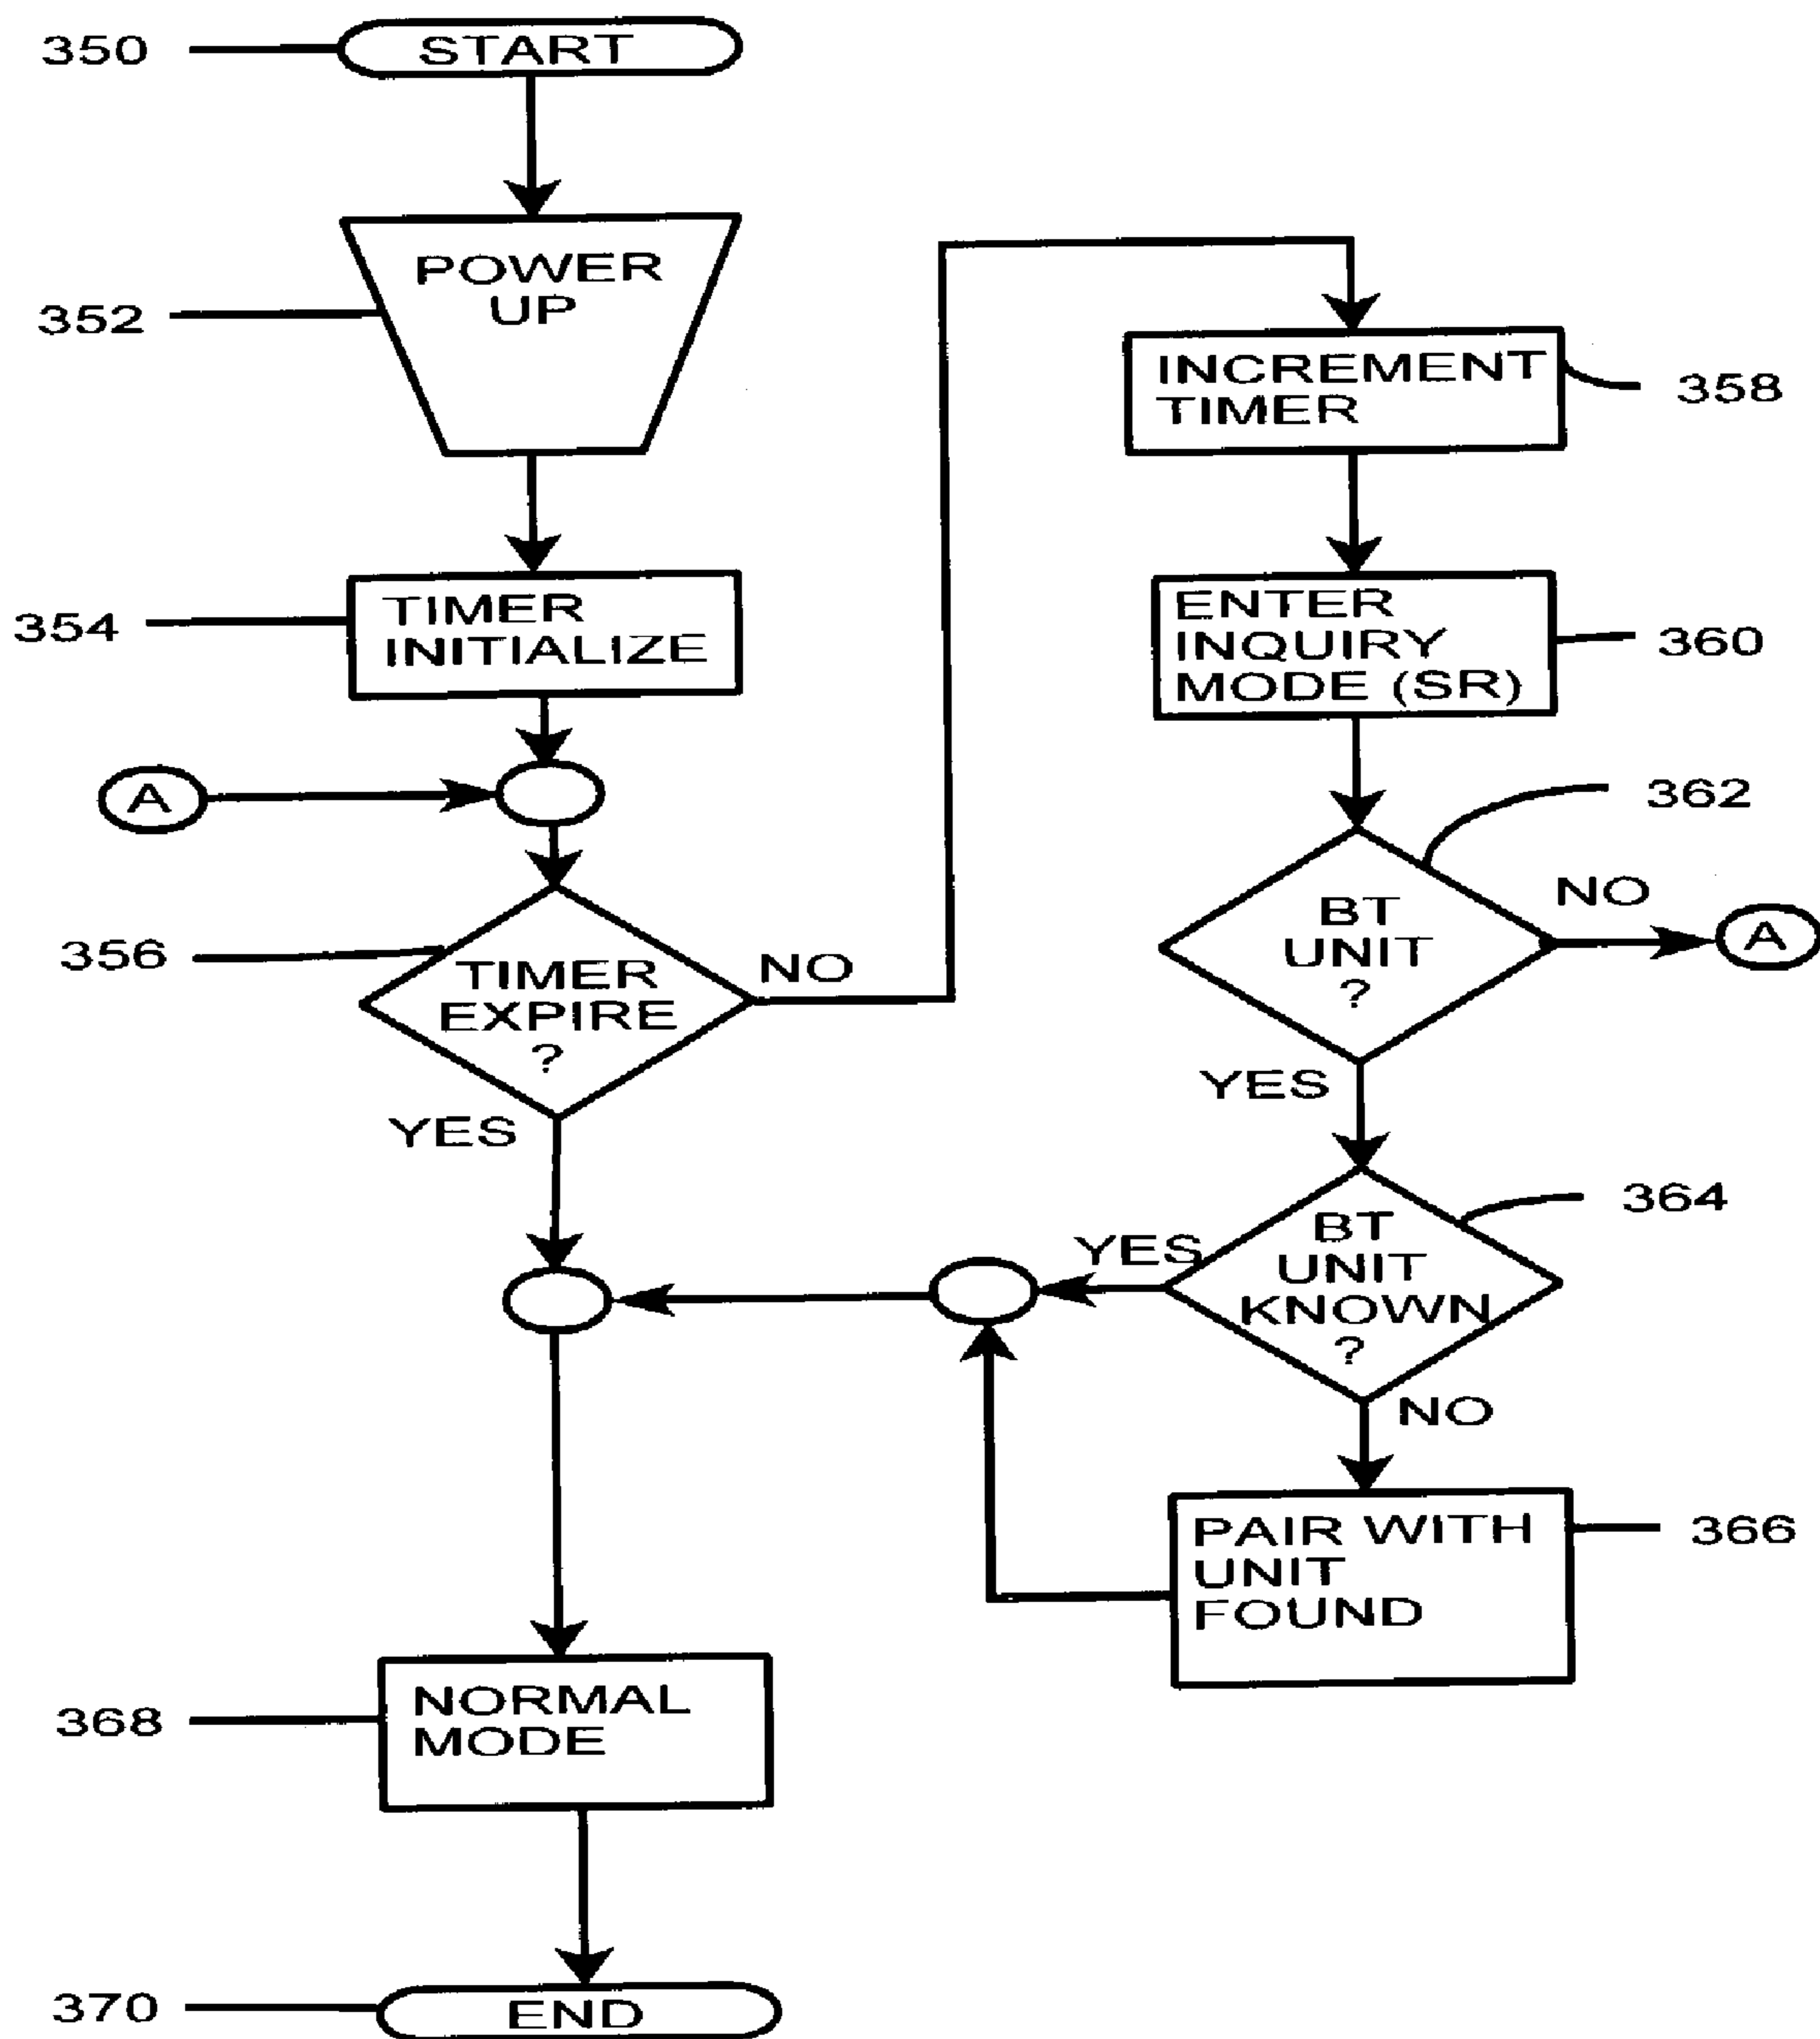 350
START
352
POWER
UP
354
TIMER
INITIALIZE
A
356
TIMER
EXPIRE
?
NO
YES
INCREMENT
TIMER
358
ENTER
INQUIRY
MODE (SR)
360
362
BT
UNIT
?
NO
A
YES
364
BT
UNIT
KNOWN
?
YES
NO
PAIR WITH
UNIT
FOUND
366
368
NORMAL
MODE
370
END